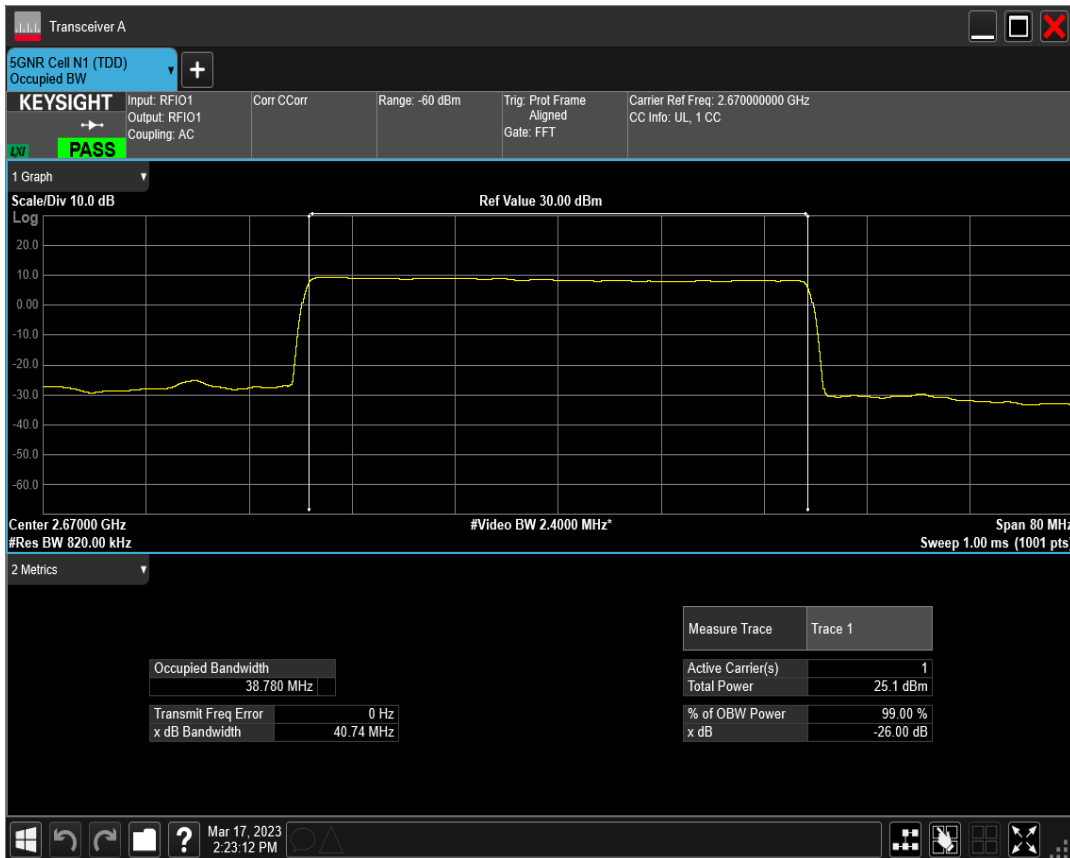 Transceiver A
5GNR Cell N1 (TDD)
Occupied BW
+
KEYSIGHT
LXI
PASS
Input: RFIO1
Output: RFIO1
Coupling: AC
Corr CCorr
Range: -60 dBm
Trig: Prot Frame
Aligned
Gate: FFT
Carrier Ref Freq: 2.670000000 GHz
CC Info: UL, 1 CC
1 Graph
Scale/Div 10.0 dB
Ref Value 30.00 dBm
Log
20.0
10.0
0.00
-10.0
-20.0
-30.0
-40.0
-50.0
-60.0
Center 2.67000 GHz
#Video BW 2.4000 MHz*
Span 80 MHz
#Res BW 820.00 kHz
Sweep 1.00 ms (1001 pts)
2 Metrics
Measure Trace Trace 1
Occupied Bandwidth
38.780 MHz
Active Carrier(s) 1
Total Power 25.1 dBm
Transmit Freq Error 0 Hz
x dB Bandwidth 40.74 MHz
% of OBW Power 99.00 %
x dB -26.00 dB
?
Mar 17, 2023
2:23:12 PM